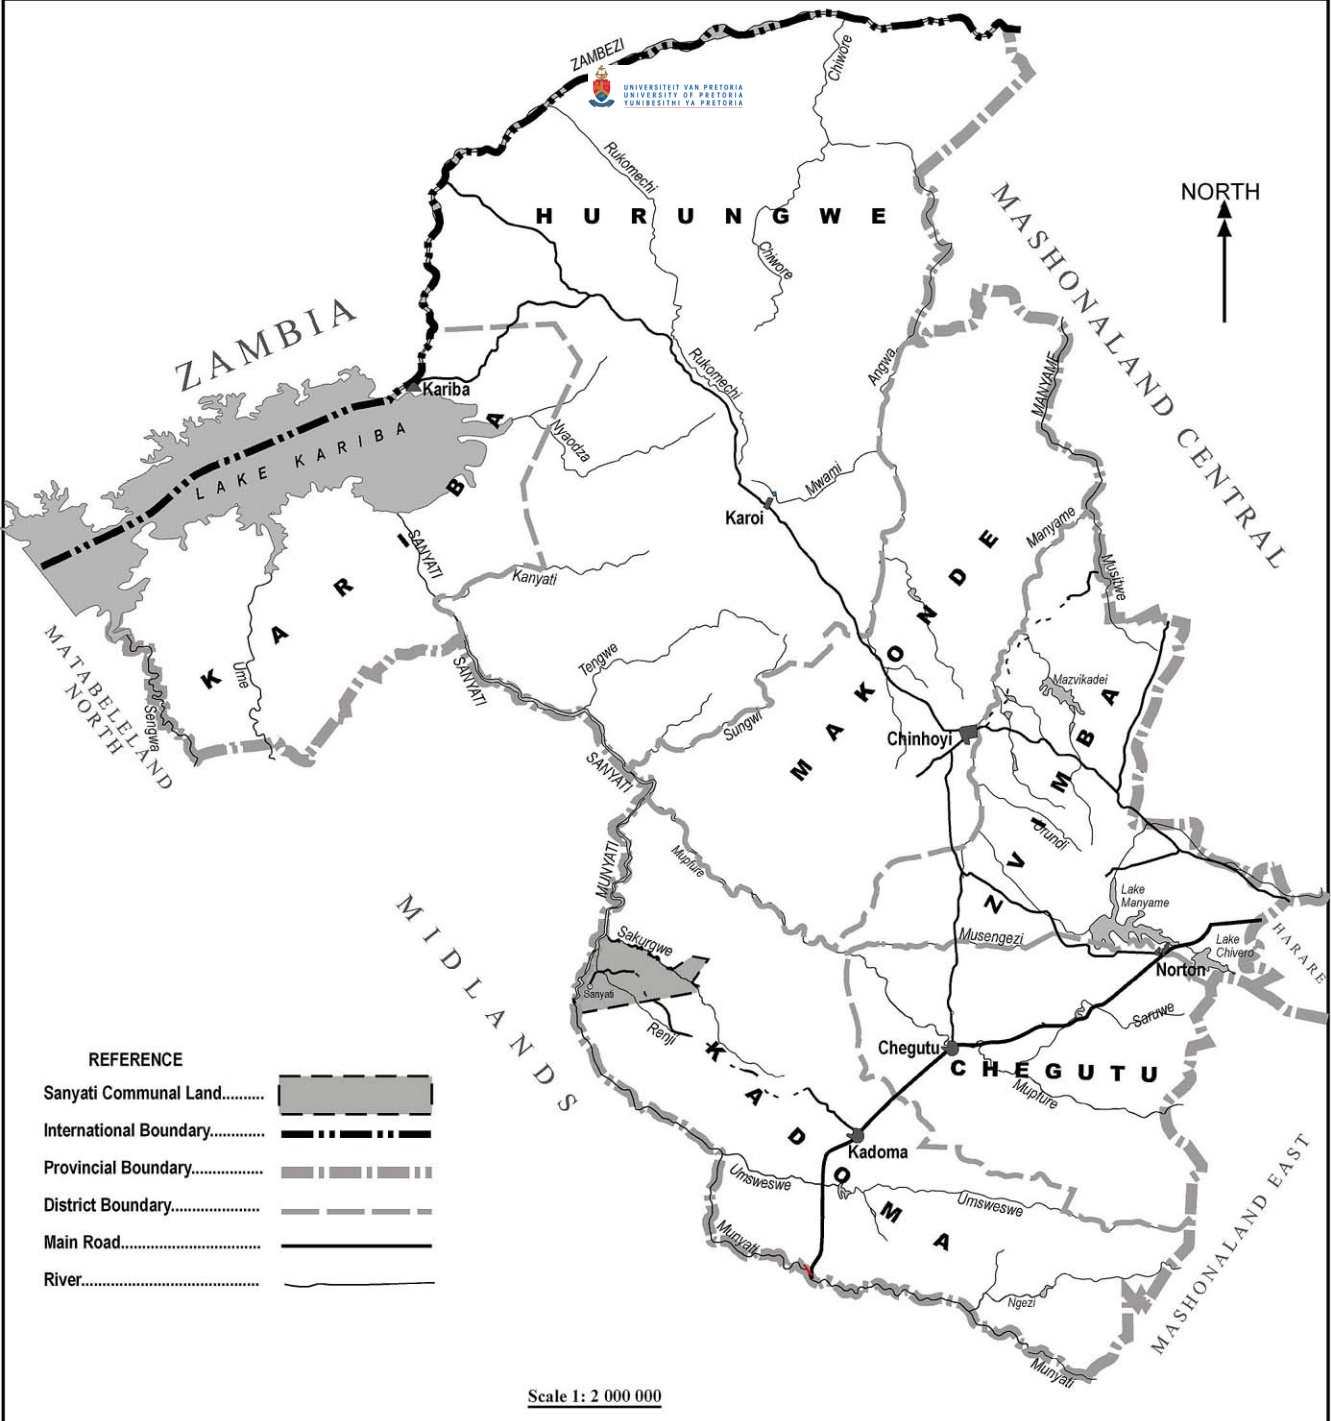 ZAMBEZI
UNIVERSITEIT VAN PRETORIA
UNIVERSITY OF PRETORIA
YUNIBESITHI YA PRETORIA
Chiwore
Rukomechi
NORTH
HURUNGWE
MASHONALAND CENTRAL
Chiwore
ZAMBIA
Rukomechi
Angwa
MANYAME
Kariba
LAKE KARIBA
Nyaodza
Mwami
Karoi
Manyame
SANYATI
Kanyati
Musitwe
KARIBA
MAKONDE
MATABELELAND
NORTH
Sengwa
Ume
SANYATI
Tengwe
Sungwi
Mazvikadei
Chinhoyi
ZVIMBA
SANYATI
MUNYATI
Mupfure
Urundi
Lake
Manyame
MIDLANDS
Sakurgwe
Musengezi
Lake
Chivero
HARARE
Norton
Sanyati
Renji
Saruwe
Chegutu
CHEGUTU
Mupfure
KADOMA
Kadoma
Umsweswe
Umsweswe
Munyati
Ngezi
Munyati
MASHONALAND EAST
REFERENCE
Sanyati Communal Land..........
International Boundary.............
Provincial Boundary.................
District Boundary.....................
Main Road.................................
River..........................................
Scale 1: 2 000 000